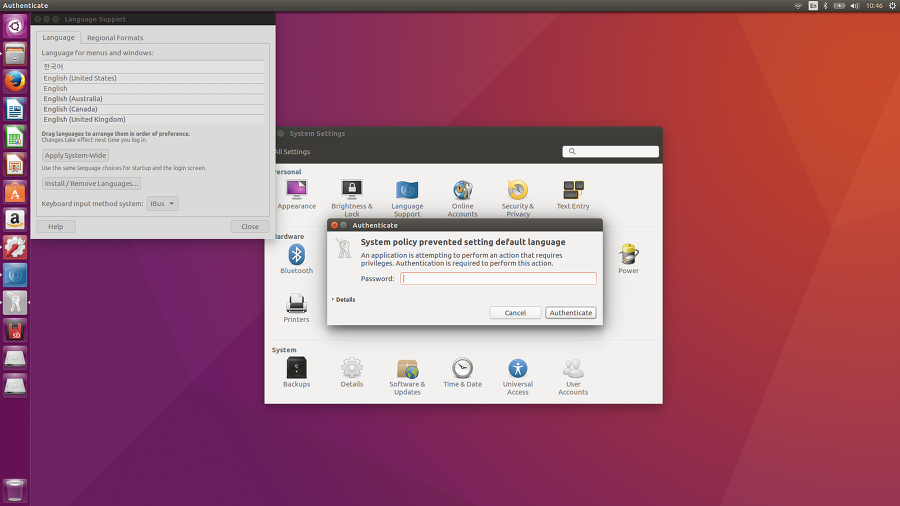 Authenticate
En
10:46
Language Support
Language
Regional Formats
Language for menus and windows:
한국어
English (United States)
English
English (Australia)
English (Canada)
English (United Kingdom)
Drag languages to arrange them in order of preference.
Changes take effect next time you log in.
Apply System-Wide
Use the same language choices for startup and the login screen.
Install / Remove Languages...
Keyboard input method system:
IBus
Help
Close
System Settings
All Settings
Personal
Appearance
Brightness &
Lock
Language
Support
Online
Accounts
Security &
Privacy
Text Entry
Hardware
Bluetooth
Power
Printers
Authenticate
System policy prevented setting default language
An application is attempting to perform an action that requires
privileges. Authentication is required to perform this action.
Password:
Details
Cancel
Authenticate
System
Backups
Details
Software &
Updates
Time & Date
Universal
Access
User
Accounts
SD